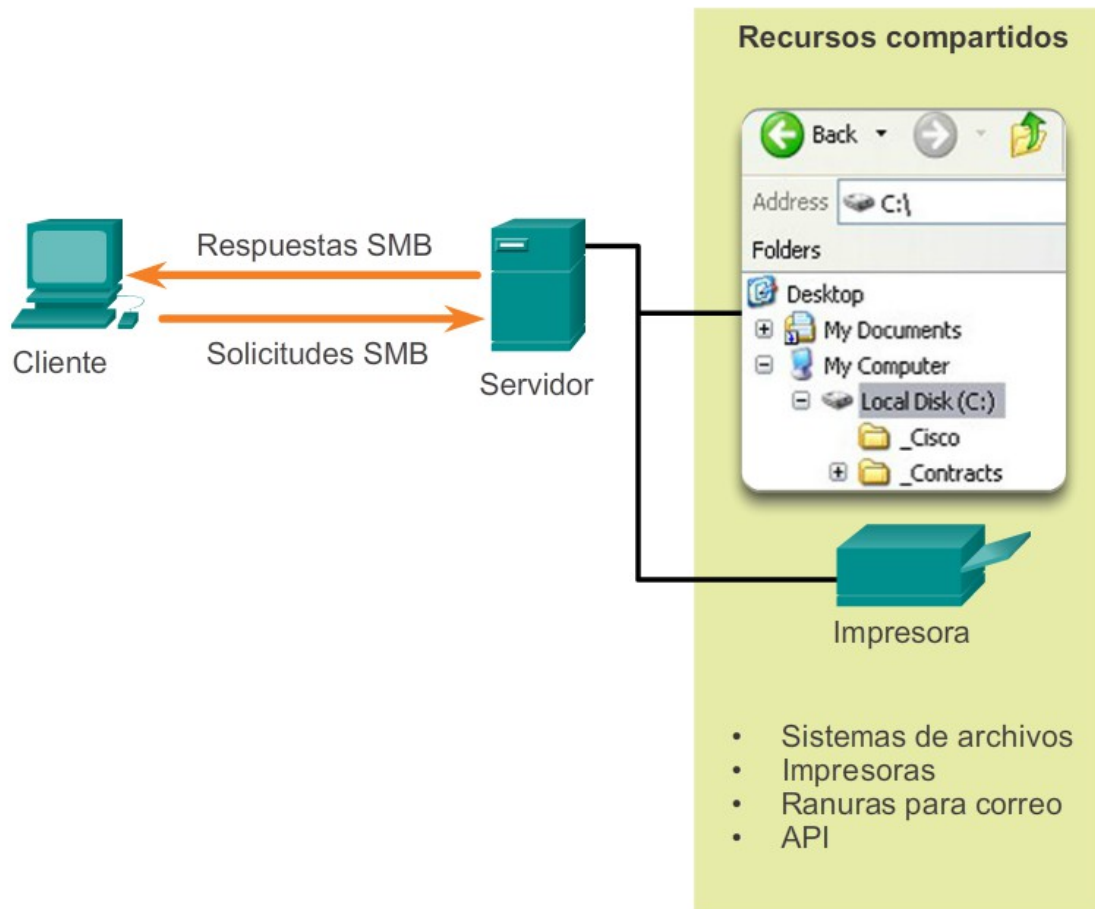 Recursos compartidos
Back
Address C:\
Folders
Desktop
My Documents
My Computer
Local Disk (C:)
_Cisco
_Contracts
Respuestas SMB
Solicitudes SMB
Cliente
Servidor
Impresora
• Sistemas de archivos
• Impresoras
• Ranuras para correo
• API